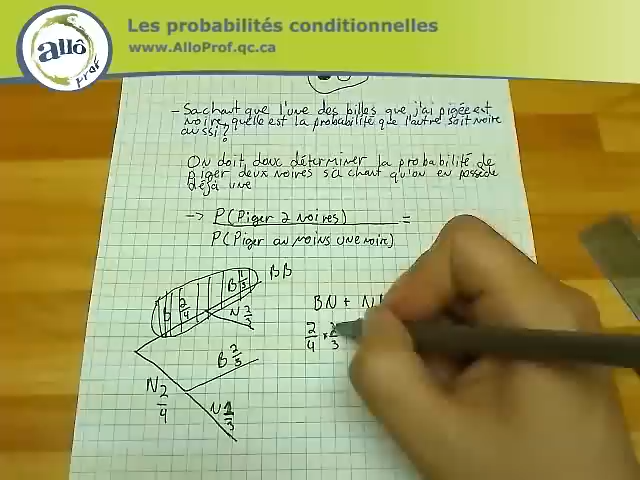 Les probabilités conditionnelles
www.AlloProf.qc.ca
allô
prof
- Sachant que l'une des billes que j'ai pigée est
noire, quelle est la probabilité que l'autre soit noire
aussi?
On doit donc déterminer la probabilité de
piger deux noires sachant qu'on en possède
déjà une
-> P(Piger 2 noires) =
P(Piger au moins une noire)
BB
B 1/3
B 2/4
N 2/3
BN + N
2/4 × 2/3
B 2/3
N 2/4
N 1/3